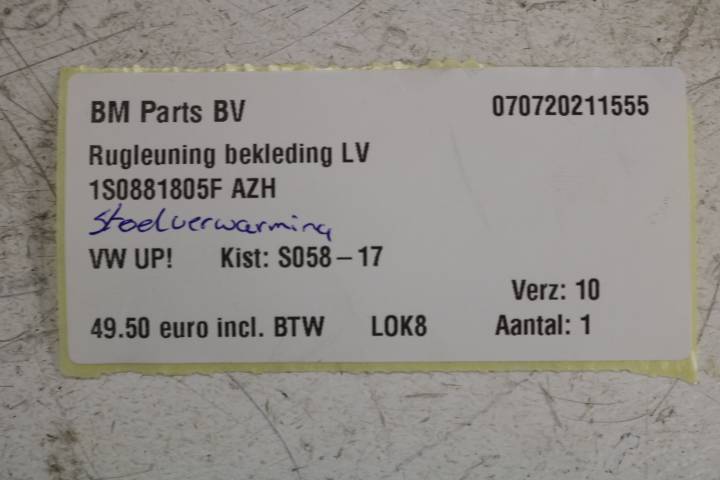 BM Parts BV 070720211555
Rugleuning bekleding LV
1S0881805F AZH
Stoelverwarming
VW UP! Kist: S058-17
Verz: 10
49.50 euro incl. BTW LOK8 Aantal: 1